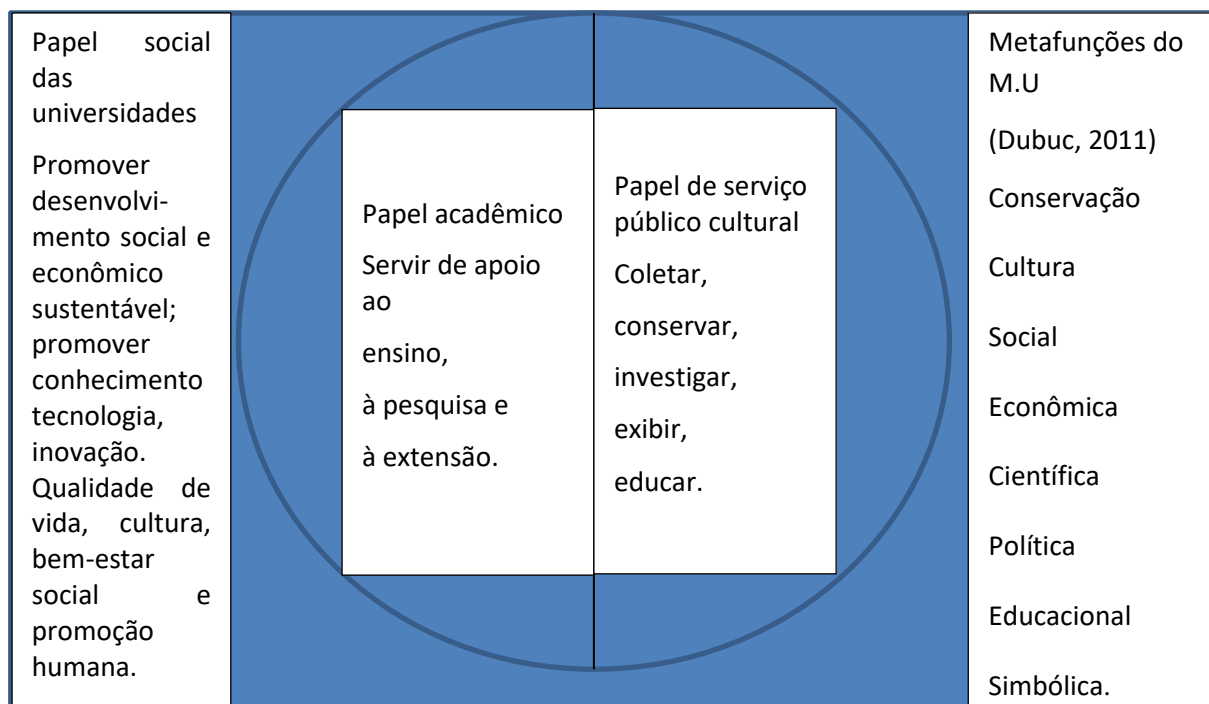 Papel social
das
universidades
Promover
desenvolvi-
mento social e
econômico
sustentável;
promover
conhecimento
tecnologia,
inovação.
Qualidade de
vida, cultura,
bem-estar
social e
promoção
humana.
Papel acadêmico
Servir de apoio
ao
ensino,
à pesquisa e
à extensão.
Papel de serviço
público cultural
Coletar,
conservar,
investigar,
exibir,
educar.
Metafunções do
M.U
(Dubuc, 2011)
Conservação
Cultura
Social
Econômica
Científica
Política
Educacional
Simbólica.